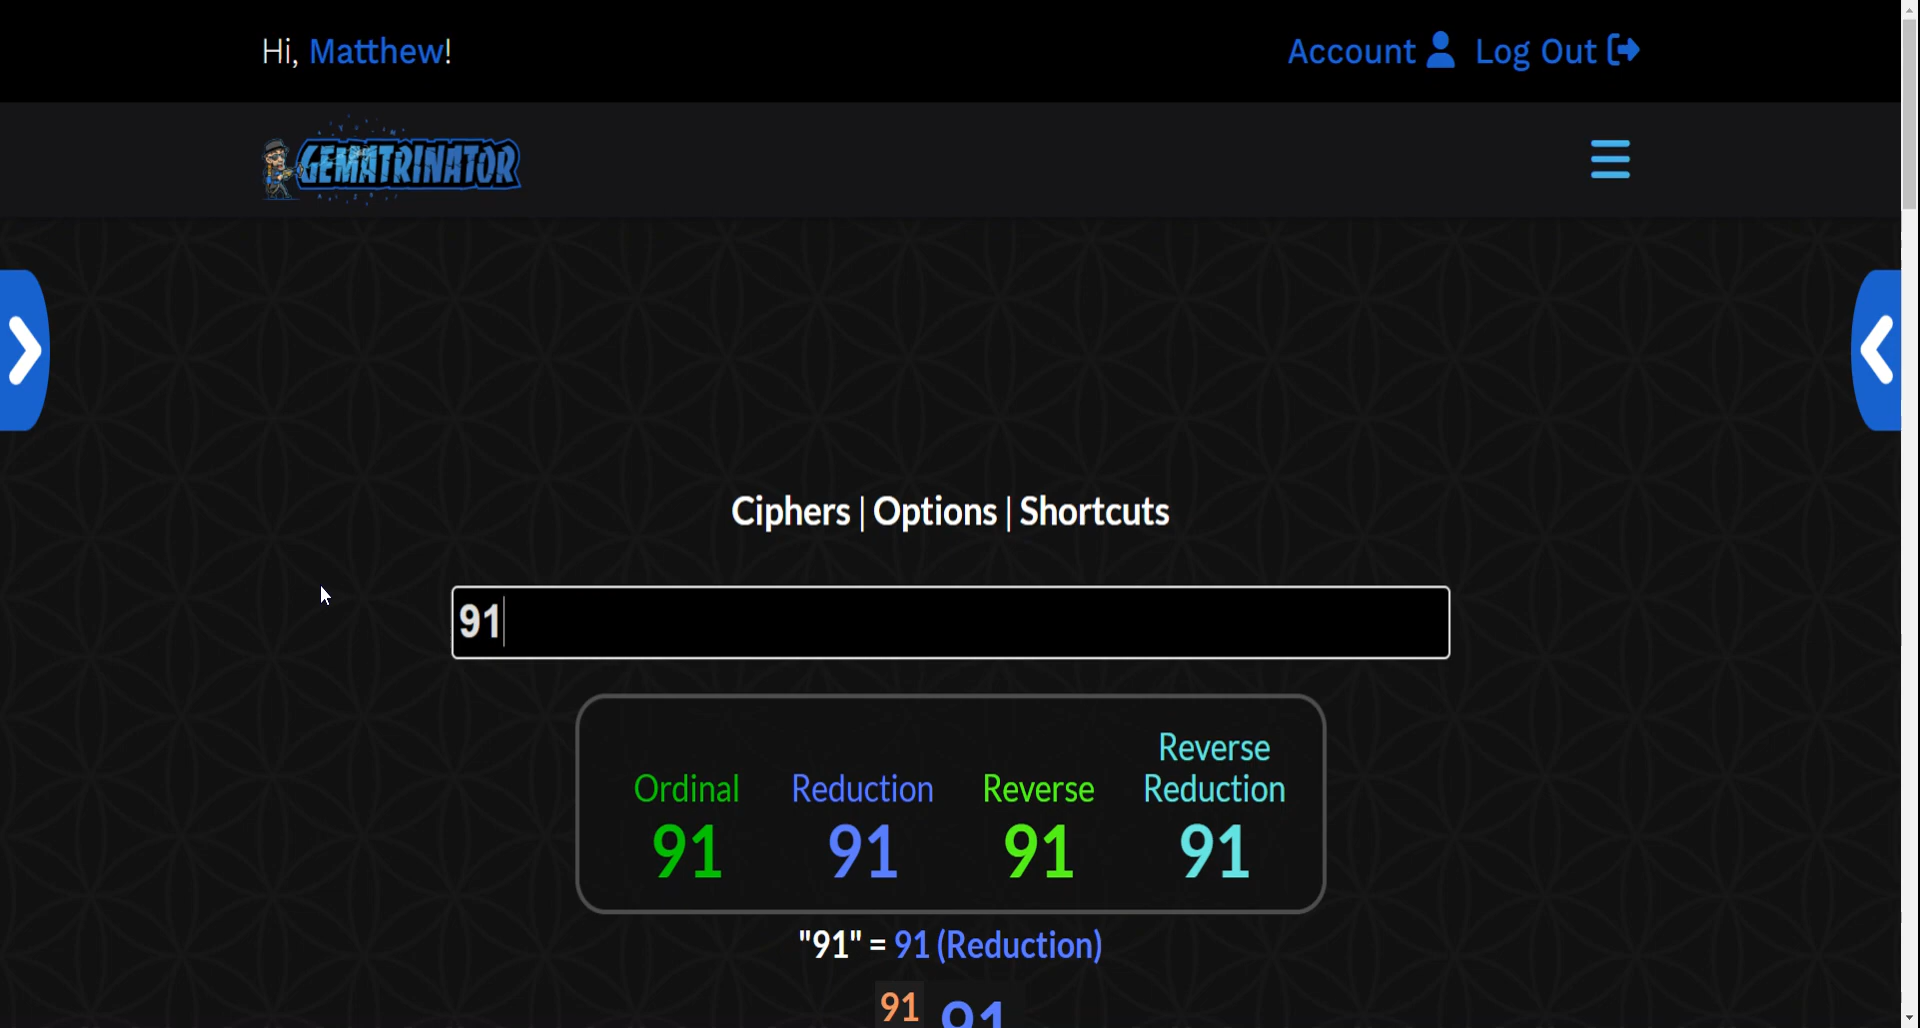 Hi, Matthew!
Account Log Out
GEMATRINATOR
Ciphers | Options | Shortcuts
91
Ordinal Reduction Reverse Reverse Reduction
91 91 91 91
"91" = 91 (Reduction)
91 91